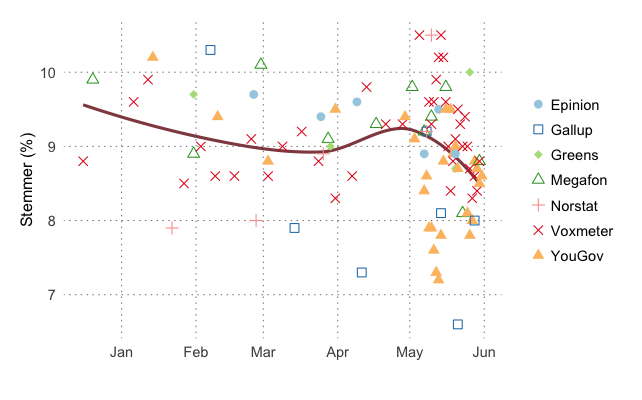 Stemmer (%)
10
9
8
7
Jan Feb Mar Apr May Jun
Epinion
Gallup
Greens
Megafon
Norstat
Voxmeter
YouGov